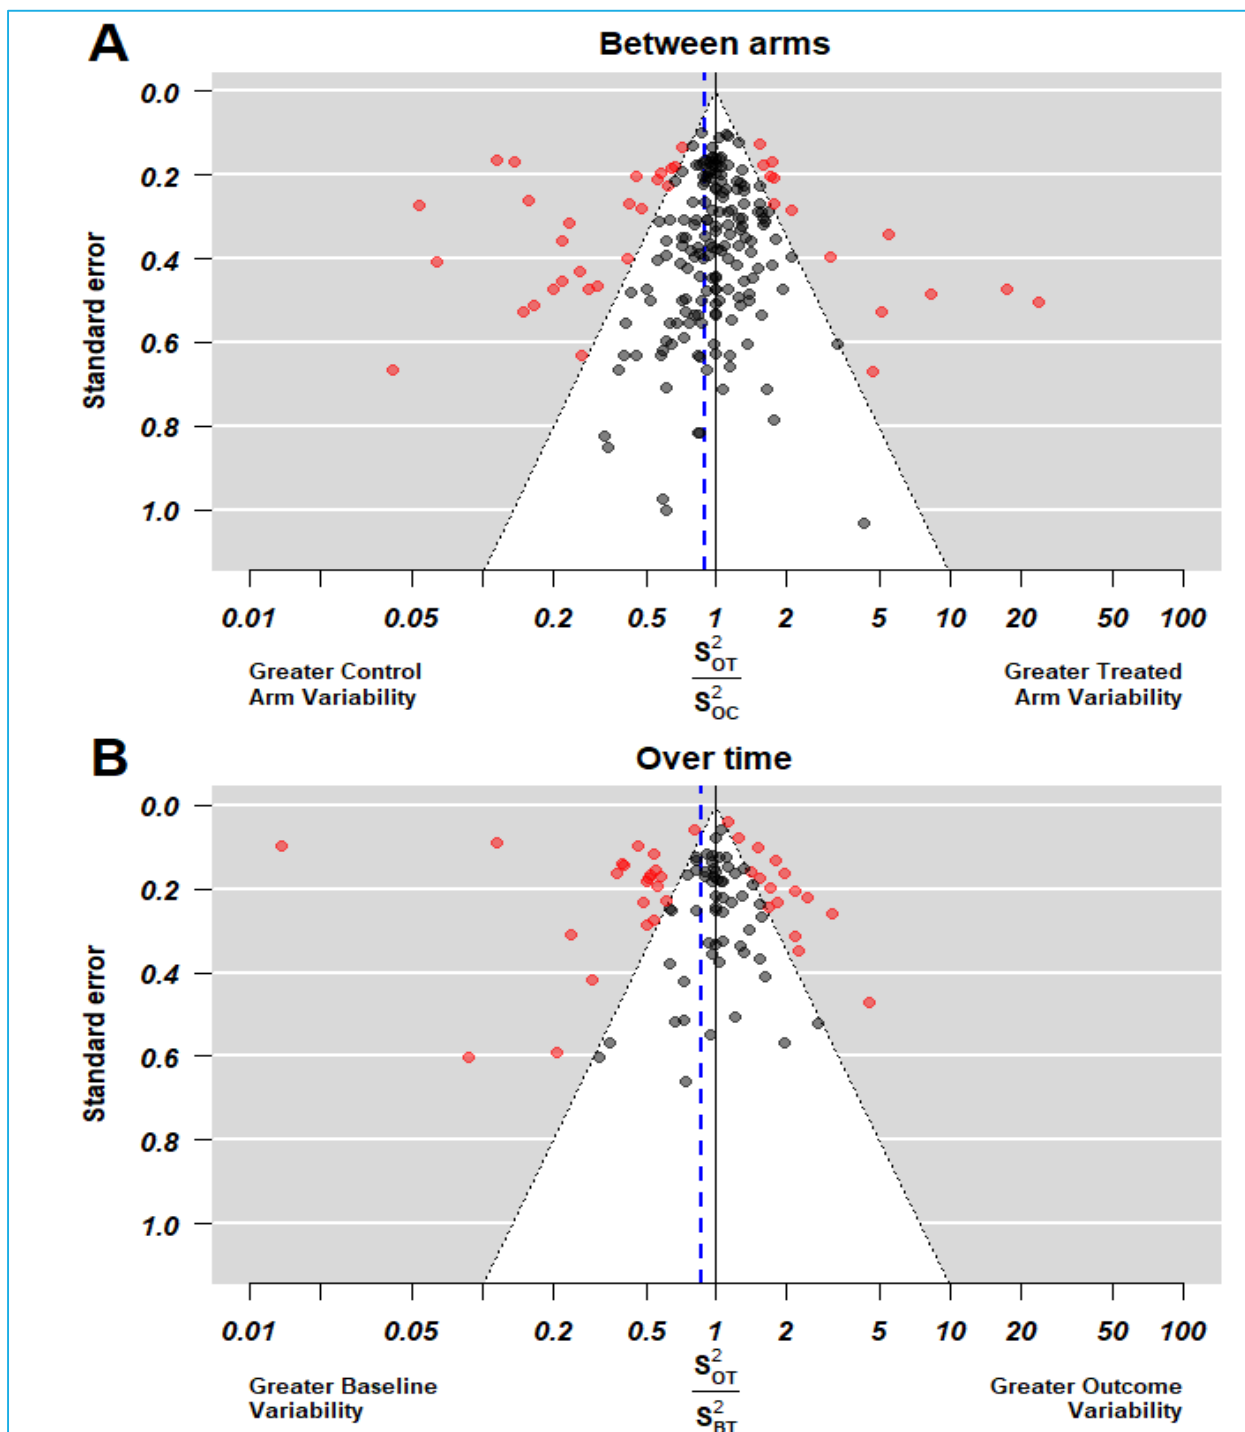 A
Between arms
0.0
0.2
0.4
0.6
0.8
1.0
Standard error
0.01 0.05 0.2 0.5 1 2 5 10 20 50 100
Greater Control
Arm Variability
S²OT
S²OC
Greater Treated
Arm Variability
B
Over time
0.0
0.2
0.4
0.6
0.8
1.0
Standard error
0.01 0.05 0.2 0.5 1 2 5 10 20 50 100
Greater Baseline
Variability
S²OT
S²BT
Greater Outcome
Variability